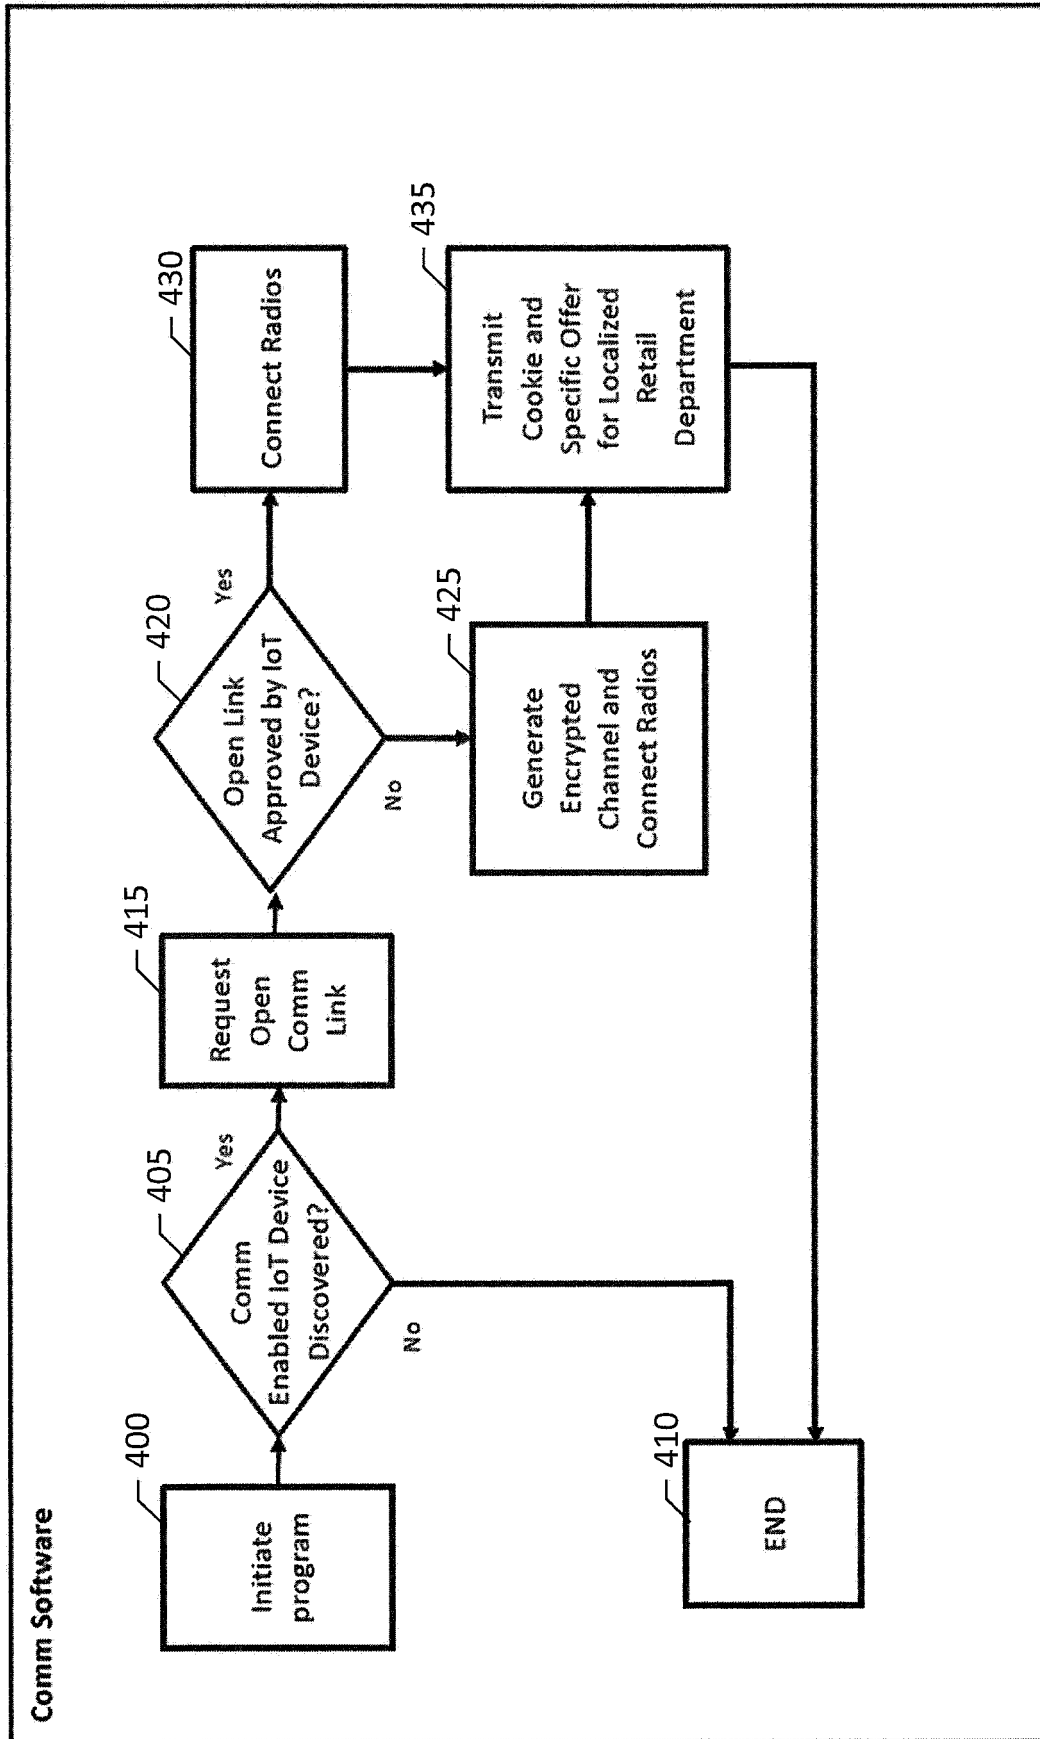 Comm Software
400
Initiate
program
405
Comm
Enabled IoT Device
Discovered?
Yes
No
410
END
415
Request
Open
Comm
Link
420
Open Link
Approved by IoT
Device?
Yes
No
425
Generate
Encrypted
Channel and
Connect Radios
430
Connect Radios
435
Transmit
Cookie and
Specific Offer
for Localized
Retail
Department